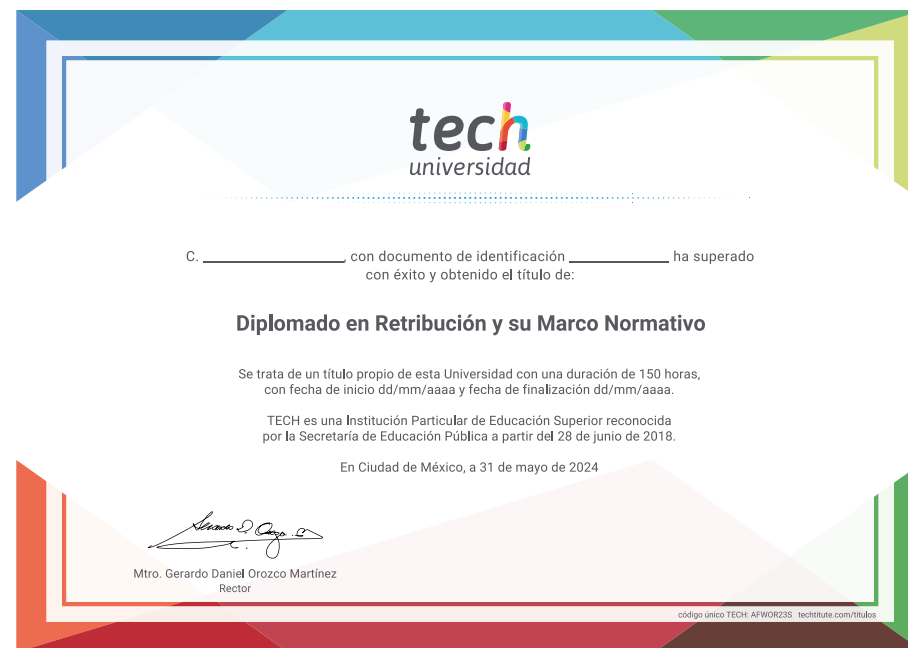 tech
universidad
C. ____________, con documento de identificación ____________ ha superado
con éxito y obtenido el título de:
Diplomado en Retribución y su Marco Normativo
Se trata de un título propio de esta Universidad con una duración de 150 horas,
con fecha de inicio dd/mm/aaaa y fecha de finalización dd/mm/aaaa.
TECH es una Institución Particular de Educación Superior reconocida
por la Secretaría de Educación Pública a partir del 28 de junio de 2018.
En Ciudad de México, a 31 de mayo de 2024
Mtro. Gerardo Daniel Orozco Martínez
Rector
código único TECH: AFWOR23S techtitute.com/titulos